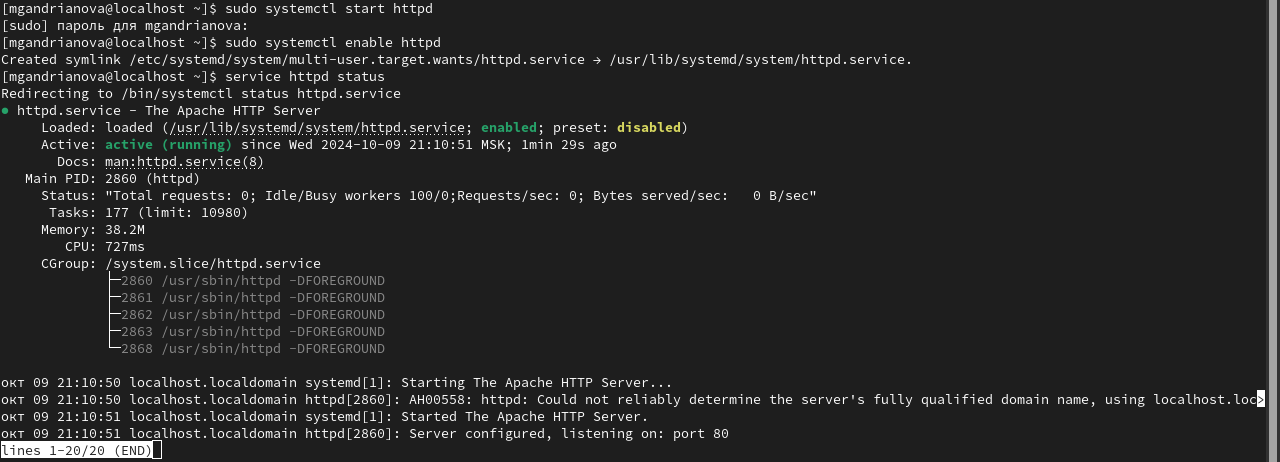 [mgandrianova@localhost ~]$ sudo systemctl start httpd
[sudo] пароль для mgandrianova:
[mgandrianova@localhost ~]$ sudo systemctl enable httpd
Created symlink /etc/systemd/system/multi-user.target.wants/httpd.service → /usr/lib/systemd/system/httpd.service.
[mgandrianova@localhost ~]$ service httpd status
Redirecting to /bin/systemctl status httpd.service
● httpd.service - The Apache HTTP Server
     Loaded: loaded (/usr/lib/systemd/system/httpd.service; enabled; preset: disabled)
     Active: active (running) since Wed 2024-10-09 21:10:51 MSK; 1min 29s ago
       Docs: man:httpd.service(8)
   Main PID: 2860 (httpd)
     Status: "Total requests: 0; Idle/Busy workers 100/0;Requests/sec: 0; Bytes served/sec:   0 B/sec"
      Tasks: 177 (limit: 10980)
     Memory: 38.2M
        CPU: 727ms
     CGroup: /system.slice/httpd.service
             ├─2860 /usr/sbin/httpd -DFOREGROUND
             ├─2861 /usr/sbin/httpd -DFOREGROUND
             ├─2862 /usr/sbin/httpd -DFOREGROUND
             ├─2863 /usr/sbin/httpd -DFOREGROUND
             └─2868 /usr/sbin/httpd -DFOREGROUND
окт 09 21:10:50 localhost.localdomain systemd[1]: Starting The Apache HTTP Server...
окт 09 21:10:50 localhost.localdomain httpd[2860]: AH00558: httpd: Could not reliably determine the server's fully qualified domain name, using localhost.loc>
окт 09 21:10:51 localhost.localdomain systemd[1]: Started The Apache HTTP Server.
окт 09 21:10:51 localhost.localdomain httpd[2860]: Server configured, listening on: port 80
lines 1-20/20 (END)